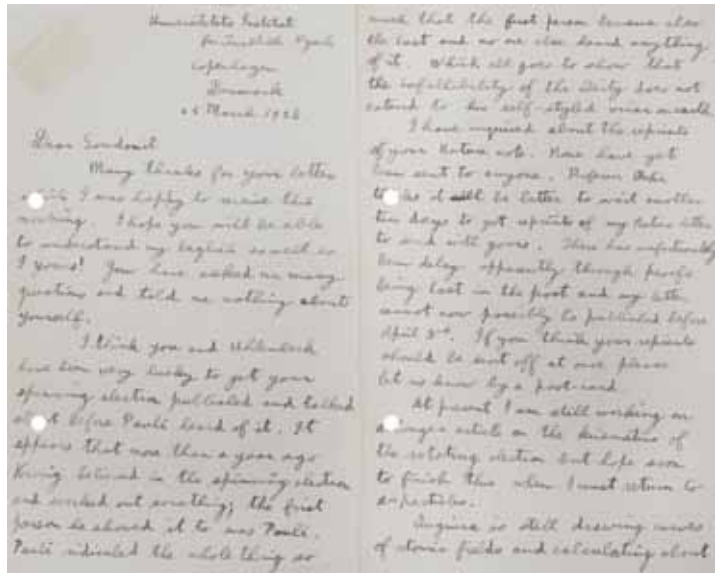 Universitetets Institut
for Teoretisk Fysik
Copenhagen
Denmark
25 March 1926
Dear Goudsmit
Many thanks for your letter
which I was happy to receive this
morning. I hope you will be able
to understand my English as well as
I yours! You have asked me many
questions and told me nothing about
yourself.
I think you and Uhlenbeck
have been very lucky to get your
spinning electron published and talked
about before Pauli heard of it. It
appears that more than a year ago
Kronig believed in the spinning electron
and worked out something; the first
person he showed it to was Pauli.
Pauli ridiculed the whole thing so
much that the first person became also
the last and no one else heard anything
of it. Which all goes to show that
the infallibility of the Deity does not
extend to his self-styled vicar on earth.
I have inquired about the reprints
of your Nature note. None have yet
been sent to anyone. Professor Bohr
thinks it will be better to wait another
ten days to get reprints of my Nature letter
to send with yours. There has unfortunately
been delay apparently through proofs
being lost in the post and my letter
cannot now possibly be published before
April 3rd. If you think your reprints
should be sent off at once please
let us know by a post-card.
At present I am still working on
a longer article on the kinematics of
the rotating electron but hope soon
to finish this when I must return to
α-particles.
is still drawing curves
of atomic fields and calculating about